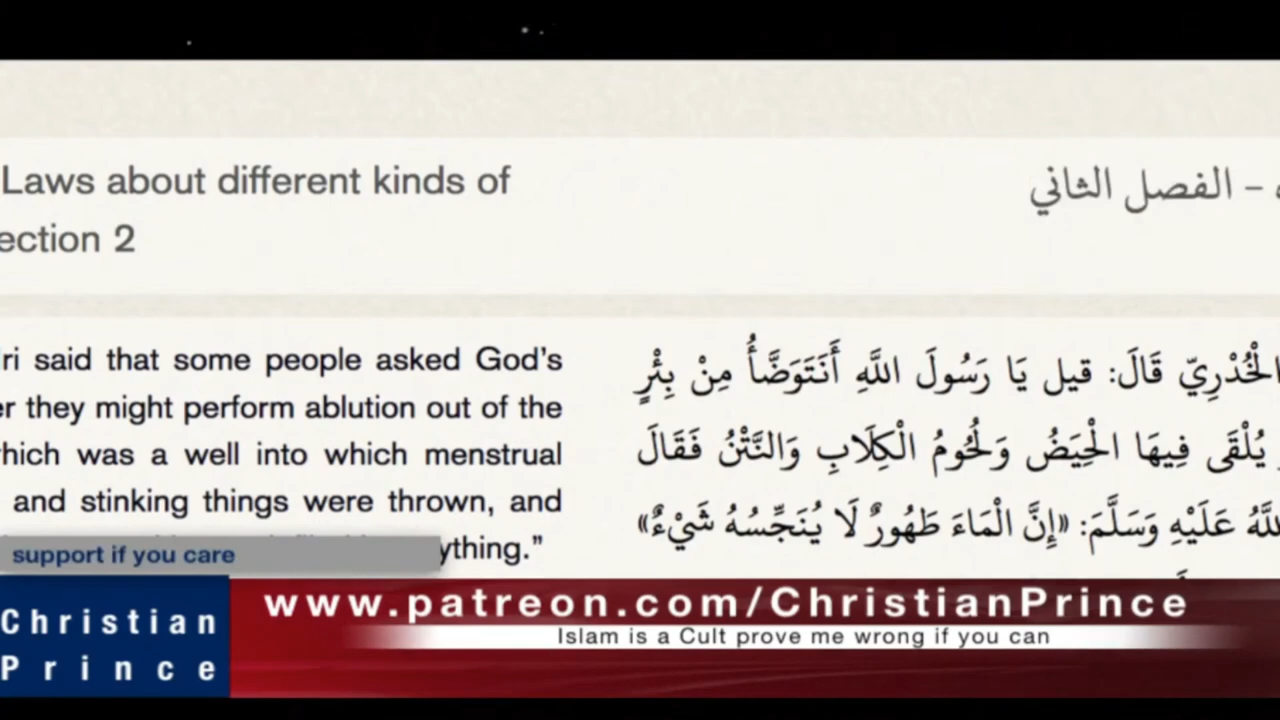 Laws about different kinds of
ection 2
– الفصل الثاني
ri said that some people asked God's
er they might perform ablution out of the
hich was a well into which menstrual
and stinking things were thrown, and
ything."
الْخُدْرِيِّ قَالَ: قيل يَا رَسُولَ اللَّهِ أَنَتَوَضَّأُ مِنْ بِئْرِ
يُلْقَى فِيهَا الْحِيَضُ وَلُحُومُ الْكِلَابِ وَالنَّتْنُ فَقَالَ
اللَّهُ عَلَيْهِ وَسَلَّمَ: «إِنَّ الْمَاءَ طَهُورٌ لَا يُنَجِّسُهُ شَيْءٌ»
support if you care
Christian
Prince
www.patreon.com/ChristianPrince
Islam is a Cult prove me wrong if you can